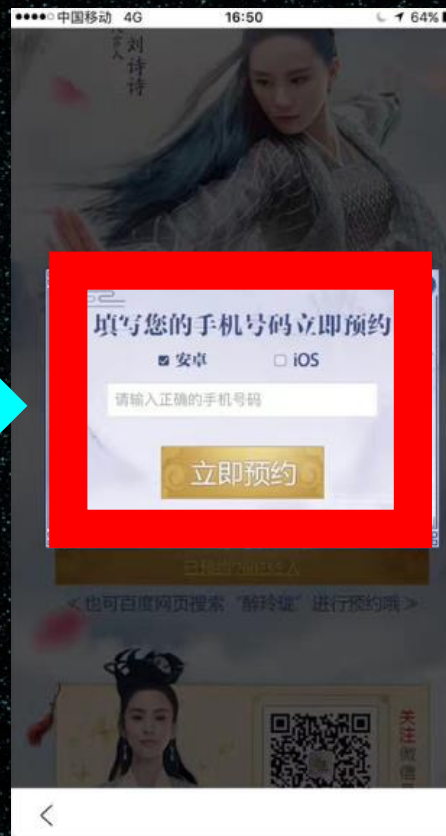 中国移动 4G 16:50 64%
刘诗诗
填写您的手机号码立即预约
安卓 iOS
请输入正确的手机号码
立即预约
≪也可百度网页搜索“醉玲珑”进行预约哦≫
关注微信